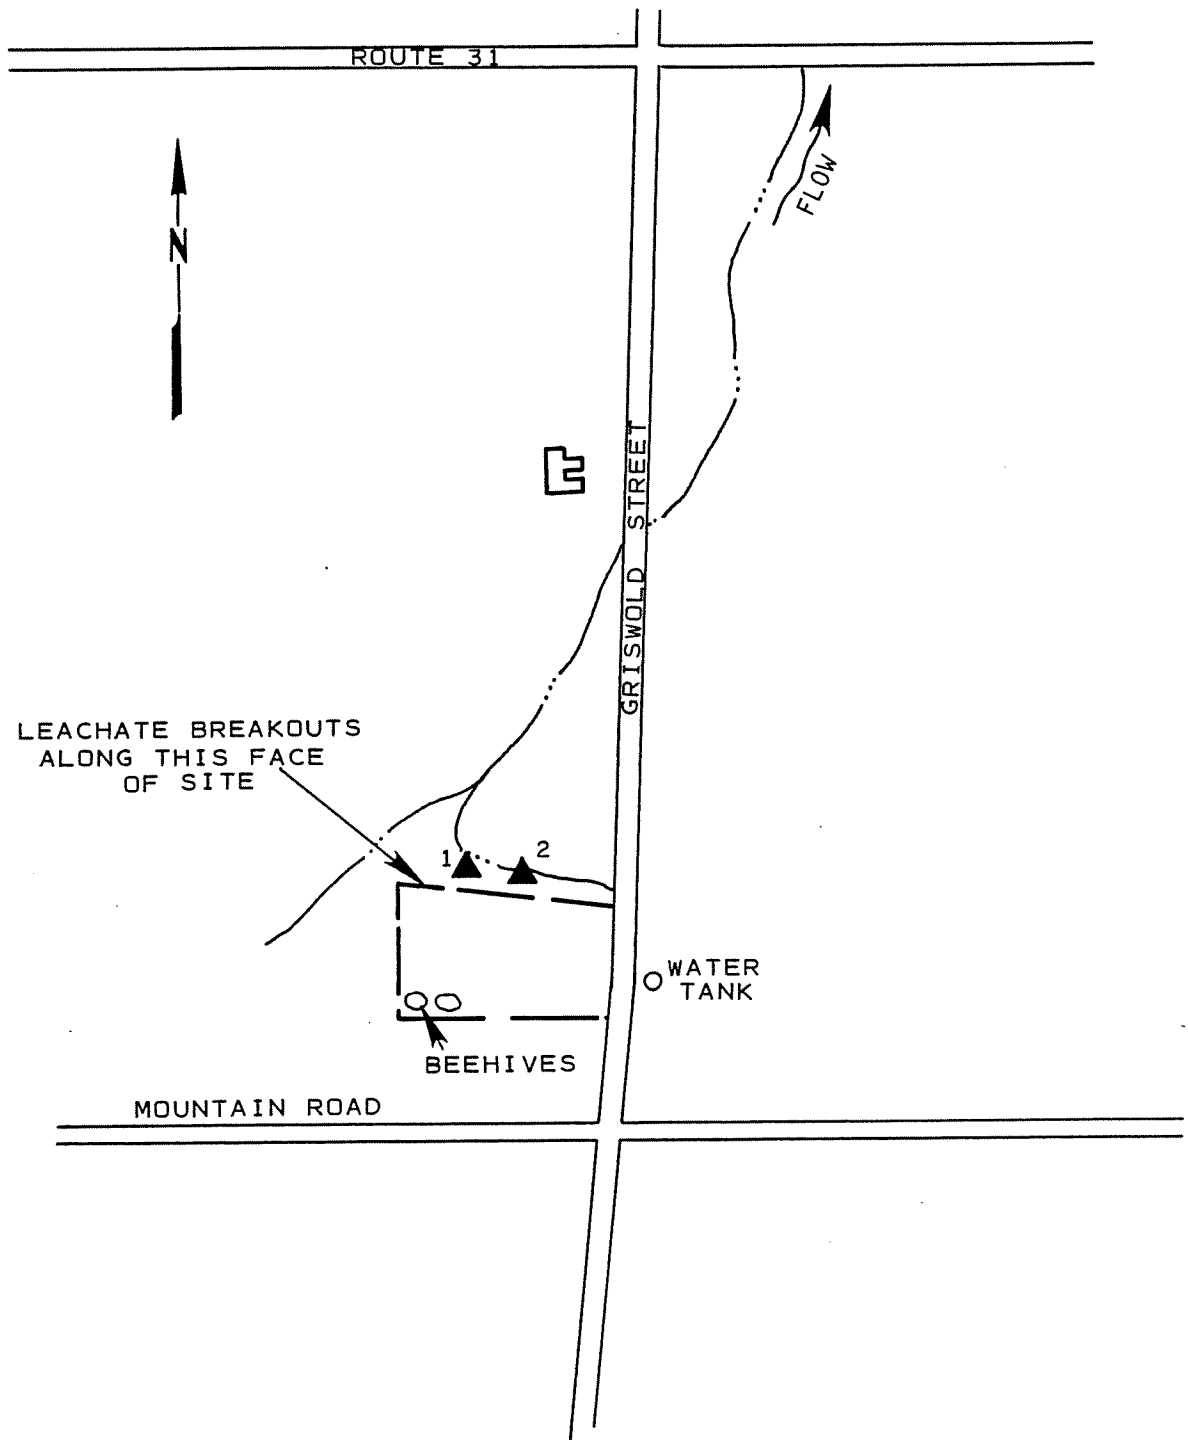 ROUTE 31
N
FLOW
GRISWOLD STREET
LEACHATE BREAKOUTS
ALONG THIS FACE
OF SITE
1
2
WATER
TANK
BEEHIVES
MOUNTAIN ROAD